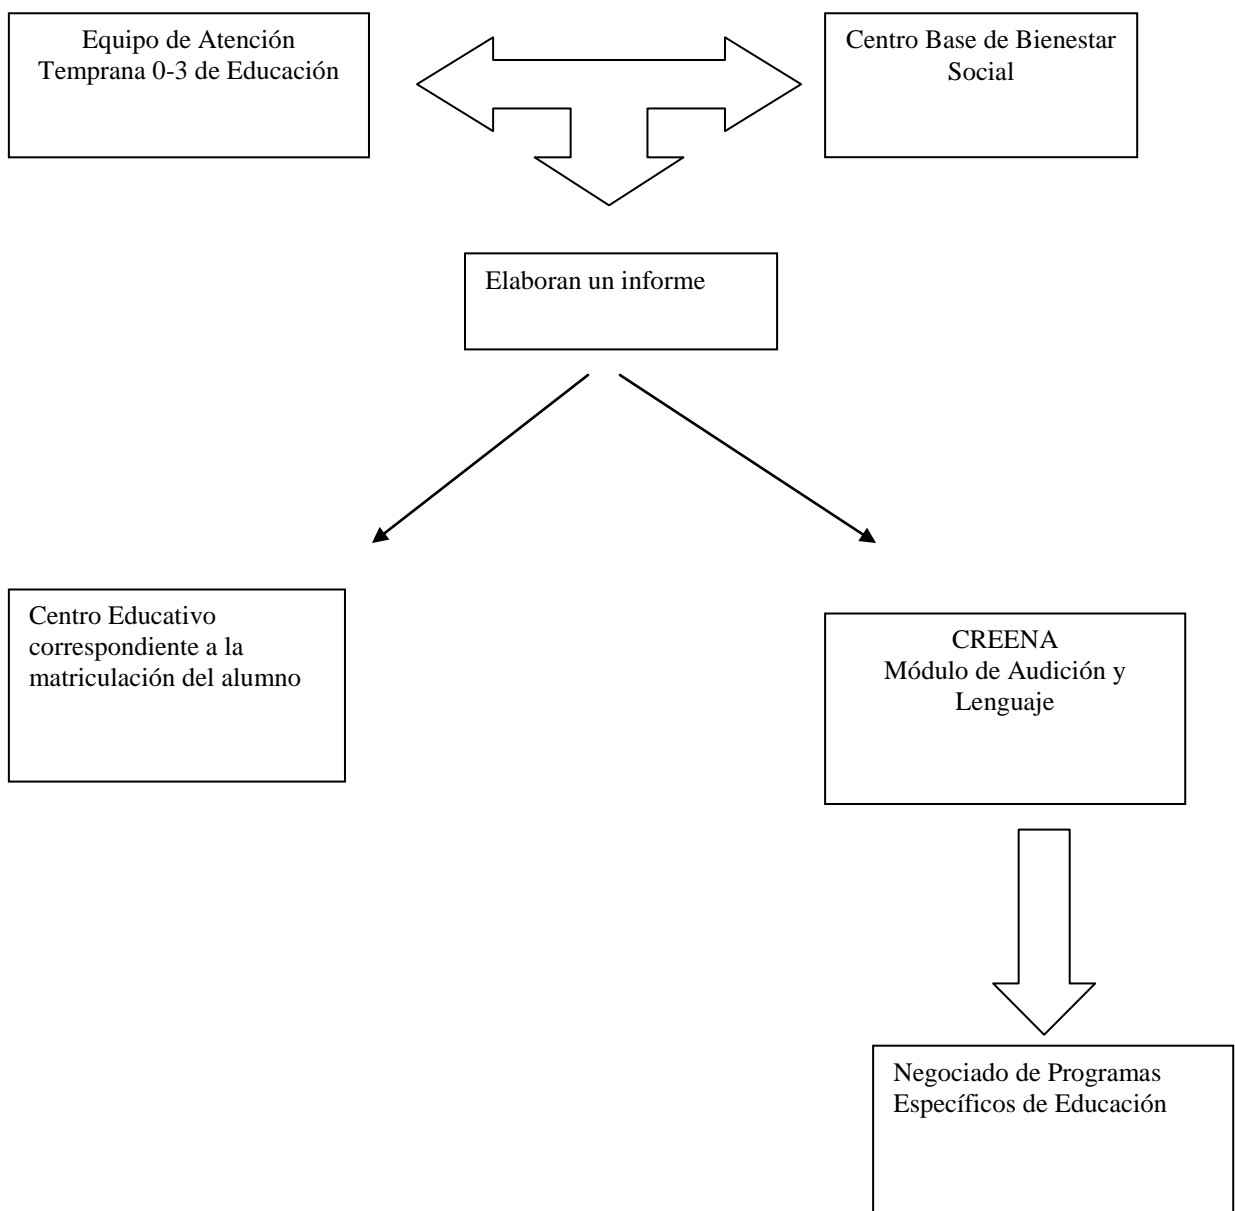 Equipo de Atención
Temprana 0-3 de Educación
Centro Base de Bienestar
Social
Elaboran un informe
Centro Educativo
correspondiente a la
matriculación del alumno
CREENA
Módulo de Audición y
Lenguaje
Negociado de Programas
Específicos de Educación